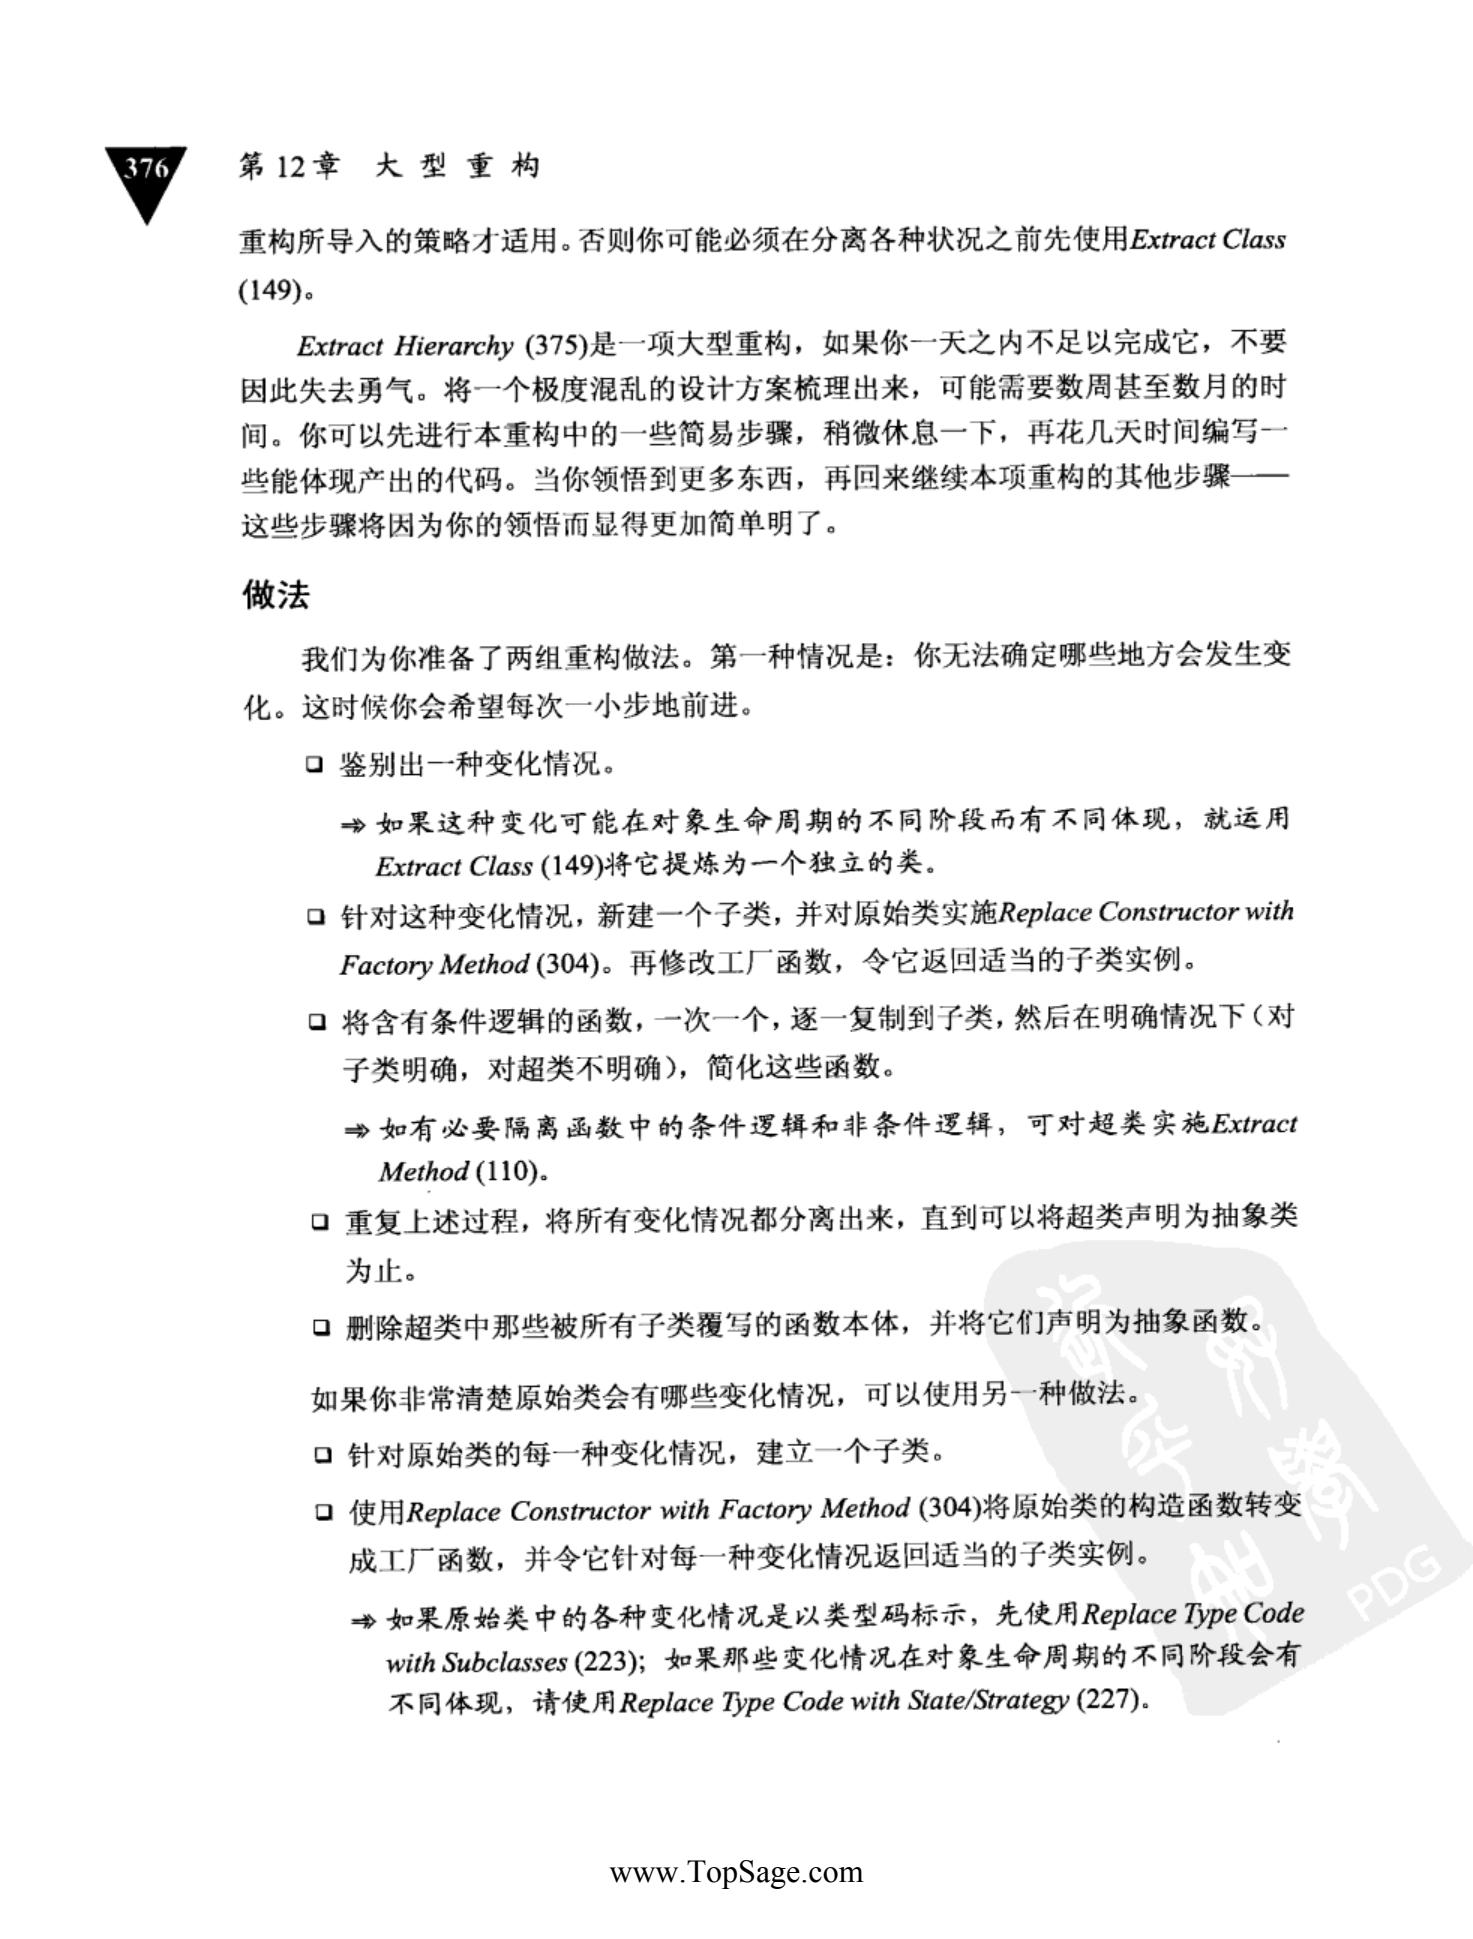 376
第12章 大型重构
重构所导入的策略才适用。否则你可能必须在分离各种状况之前先使用Extract Class
(149)。
Extract Hierarchy (375)是一项大型重构，如果你一天之内不足以完成它，不要
因此失去勇气。将一个极度混乱的设计方案梳理出来，可能需要数周甚至数月的时
间。你可以先进行本重构中的一些简易步骤，稍微休息一下，再花几天时间编写一
些能体现产出的代码。当你领悟到更多东西，再回来继续本项重构的其他步骤——
这些步骤将因为你的领悟而显得更加简单明了。
做法
我们为你准备了两组重构做法。第一种情况是：你无法确定哪些地方会发生变
化。这时候你会希望每次一小步地前进。
❑ 鉴别出一种变化情况。
⇒ 如果这种变化可能在对象生命周期的不同阶段而有不同体现，就运用
Extract Class (149)将它提炼为一个独立的类。
❑ 针对这种变化情况，新建一个子类，并对原始类实施Replace Constructor with
Factory Method (304)。再修改工厂函数，令它返回适当的子类实例。
❑ 将含有条件逻辑的函数，一次一个，逐一复制到子类，然后在明确情况下（对
子类明确，对超类不明确），简化这些函数。
⇒ 如有必要隔离函数中的条件逻辑和非条件逻辑，可对超类实施Extract
Method (110)。
❑ 重复上述过程，将所有变化情况都分离出来，直到可以将超类声明为抽象类
为止。
❑ 删除超类中那些被所有子类覆写的函数本体，并将它们声明为抽象函数。
如果你非常清楚原始类会有哪些变化情况，可以使用另一种做法。
❑ 针对原始类的每一种变化情况，建立一个子类。
❑ 使用Replace Constructor with Factory Method (304)将原始类的构造函数转变
成工厂函数，并令它针对每一种变化情况返回适当的子类实例。
⇒ 如果原始类中的各种变化情况是以类型码标示，先使用Replace Type Code
with Subclasses (223)；如果那些变化情况在对象生命周期的不同阶段会有
不同体现，请使用Replace Type Code with State/Strategy (227)。
PDG
www.TopSage.com